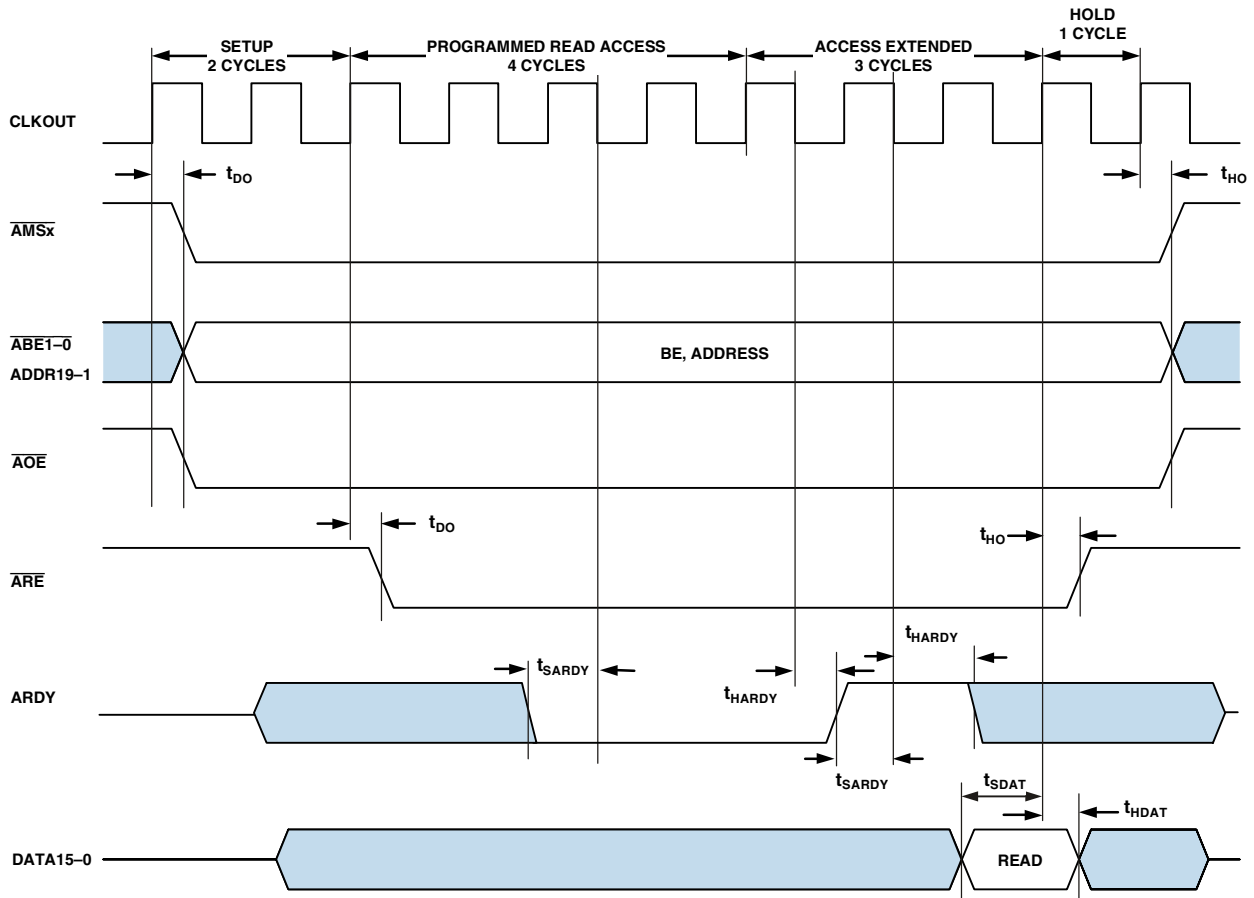 SETUP
2 CYCLES
PROGRAMMED READ ACCESS
4 CYCLES
ACCESS EXTENDED
3 CYCLES
HOLD
1 CYCLE
CLKOUT
tDO
tHO
AMSx
ABE1–0
ADDR19–1
BE, ADDRESS
AOE
tDO
tHO
ARE
tHARDY
tSARDY
tHARDY
ARDY
tSARDY
tSDAT
tHDAT
DATA15–0
READ